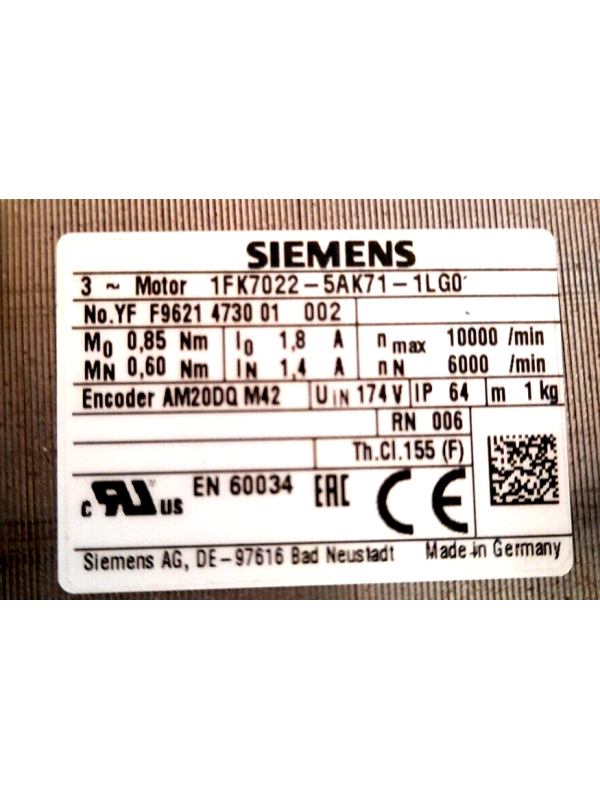 SIEMENS
3 ~ Motor 1FK7022-5AK71-1LG0
No.YF F9621 4730 01 002
M0 0,85 Nm I0 1,8 A n max 10000 /min
MN 0,60 Nm IN 1,4 A n N 6000 /min
Encoder AM20DQ M42 UIN 174 V IP 64 m 1 kg
RN 006
Th.Cl.155 (F)
c RU us EN 60034 EAC CE
Siemens AG, DE-97616 Bad Neustadt Made in Germany